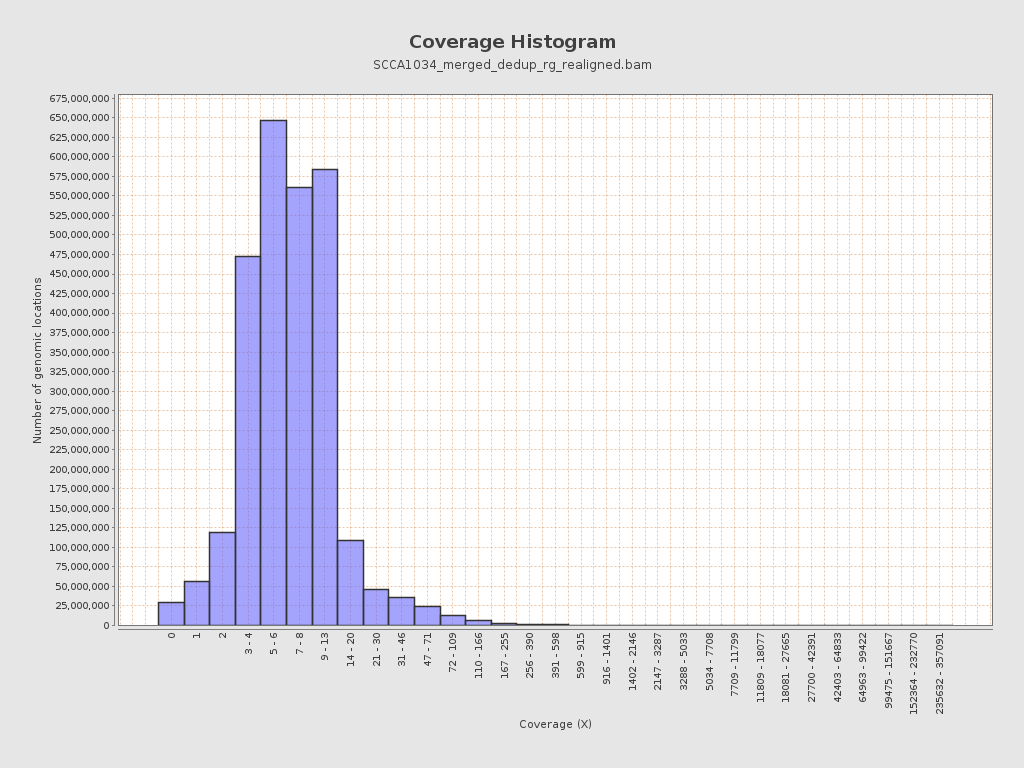 Coverage Histogram
SCCA1034_merged_dedup_rg_realigned.bam
Number of genomic locations
675,000,000
650,000,000
625,000,000
600,000,000
575,000,000
550,000,000
525,000,000
500,000,000
475,000,000
450,000,000
425,000,000
400,000,000
375,000,000
350,000,000
325,000,000
300,000,000
275,000,000
250,000,000
225,000,000
200,000,000
175,000,000
150,000,000
125,000,000
100,000,000
75,000,000
50,000,000
25,000,000
0
0
1
2
3 - 4
5 - 6
7 - 8
9 - 13
14 - 20
21 - 30
31 - 46
47 - 71
72 - 109
110 - 166
167 - 255
256 - 390
391 - 598
599 - 915
916 - 1401
1402 - 2146
2147 - 3287
3288 - 5033
5034 - 7708
7709 - 11799
11809 - 18077
18081 - 27665
27700 - 42391
42403 - 64833
64963 - 99422
99475 - 151667
152364 - 232770
235632 - 357091
Coverage (X)